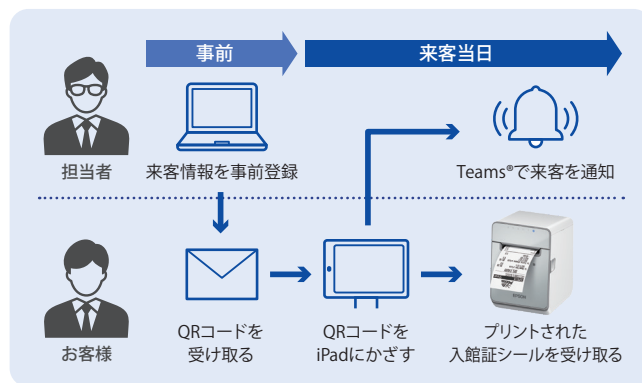 事前
来客当日
担当者
来客情報を事前登録
Teams®で来客を通知
お客様
QRコードを
受け取る
QRコードを
iPadにかざす
プリントされた
入館証シールを受け取る
EPSON